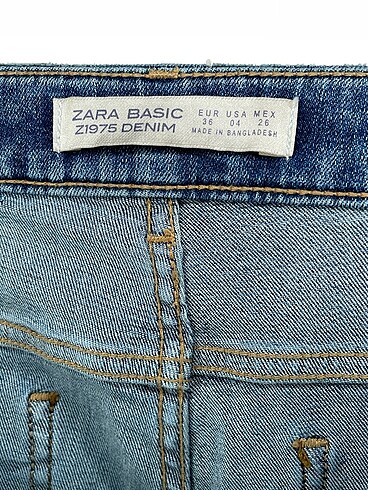 ZARA BASIC
Z1975 DENIM
EUR USA MEX
36 04 26
MADE IN BANGLADESH